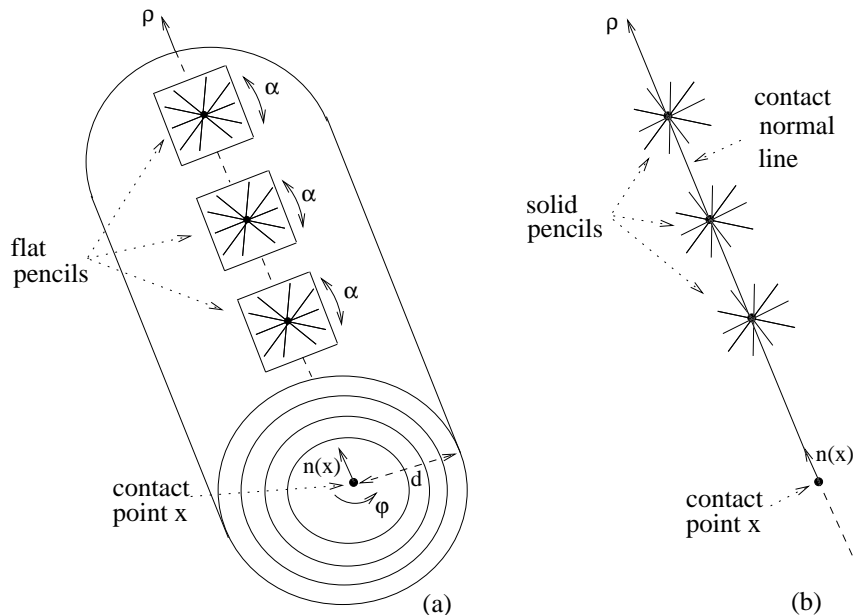 ρ
α
α
α
flat
pencils
n(x)
d
φ
contact
point x
(a)
ρ
contact
normal
line
solid
pencils
n(x)
contact
point x
(b)